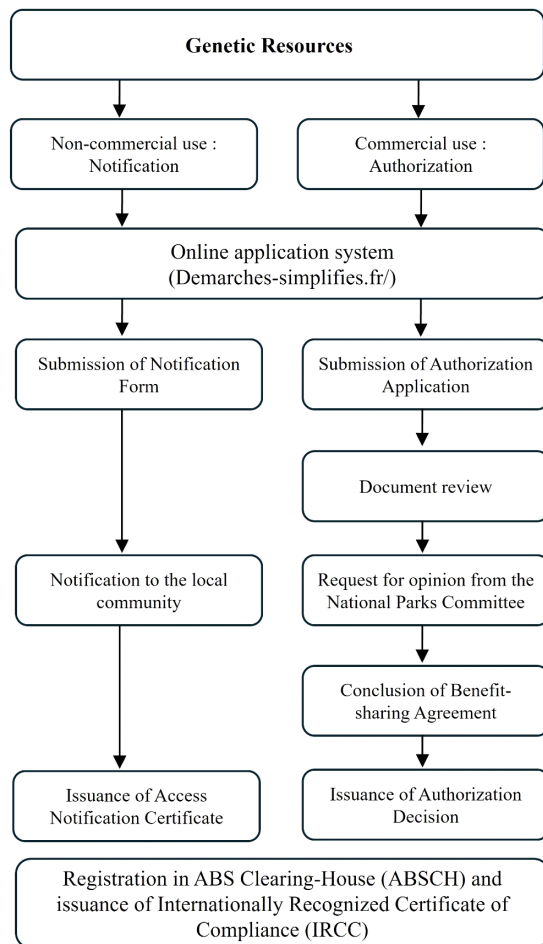 Genetic Resources
Non-commercial use :
Notification
Commercial use :
Authorization
Online application system
(Demarches-simplifies.fr/)
Submission of Notification
Form
Submission of Authorization
Application
Document review
Notification to the local
community
Request for opinion from the
National Parks Committee
Conclusion of Benefit-
sharing Agreement
Issuance of Access
Notification Certificate
Issuance of Authorization
Decision
Registration in ABS Clearing-House (ABSCH) and
issuance of Internationally Recognized Certificate of
Compliance (IRCC)